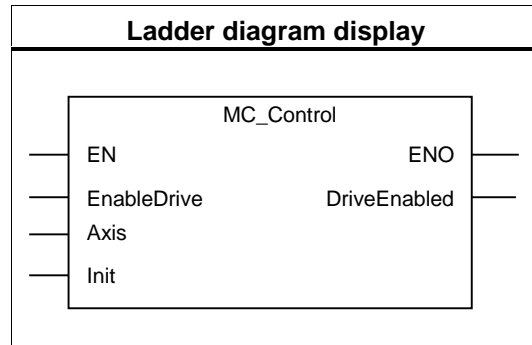 Ladder diagram display
MC_Control
EN ENO
EnableDrive DriveEnabled
Axis
Init